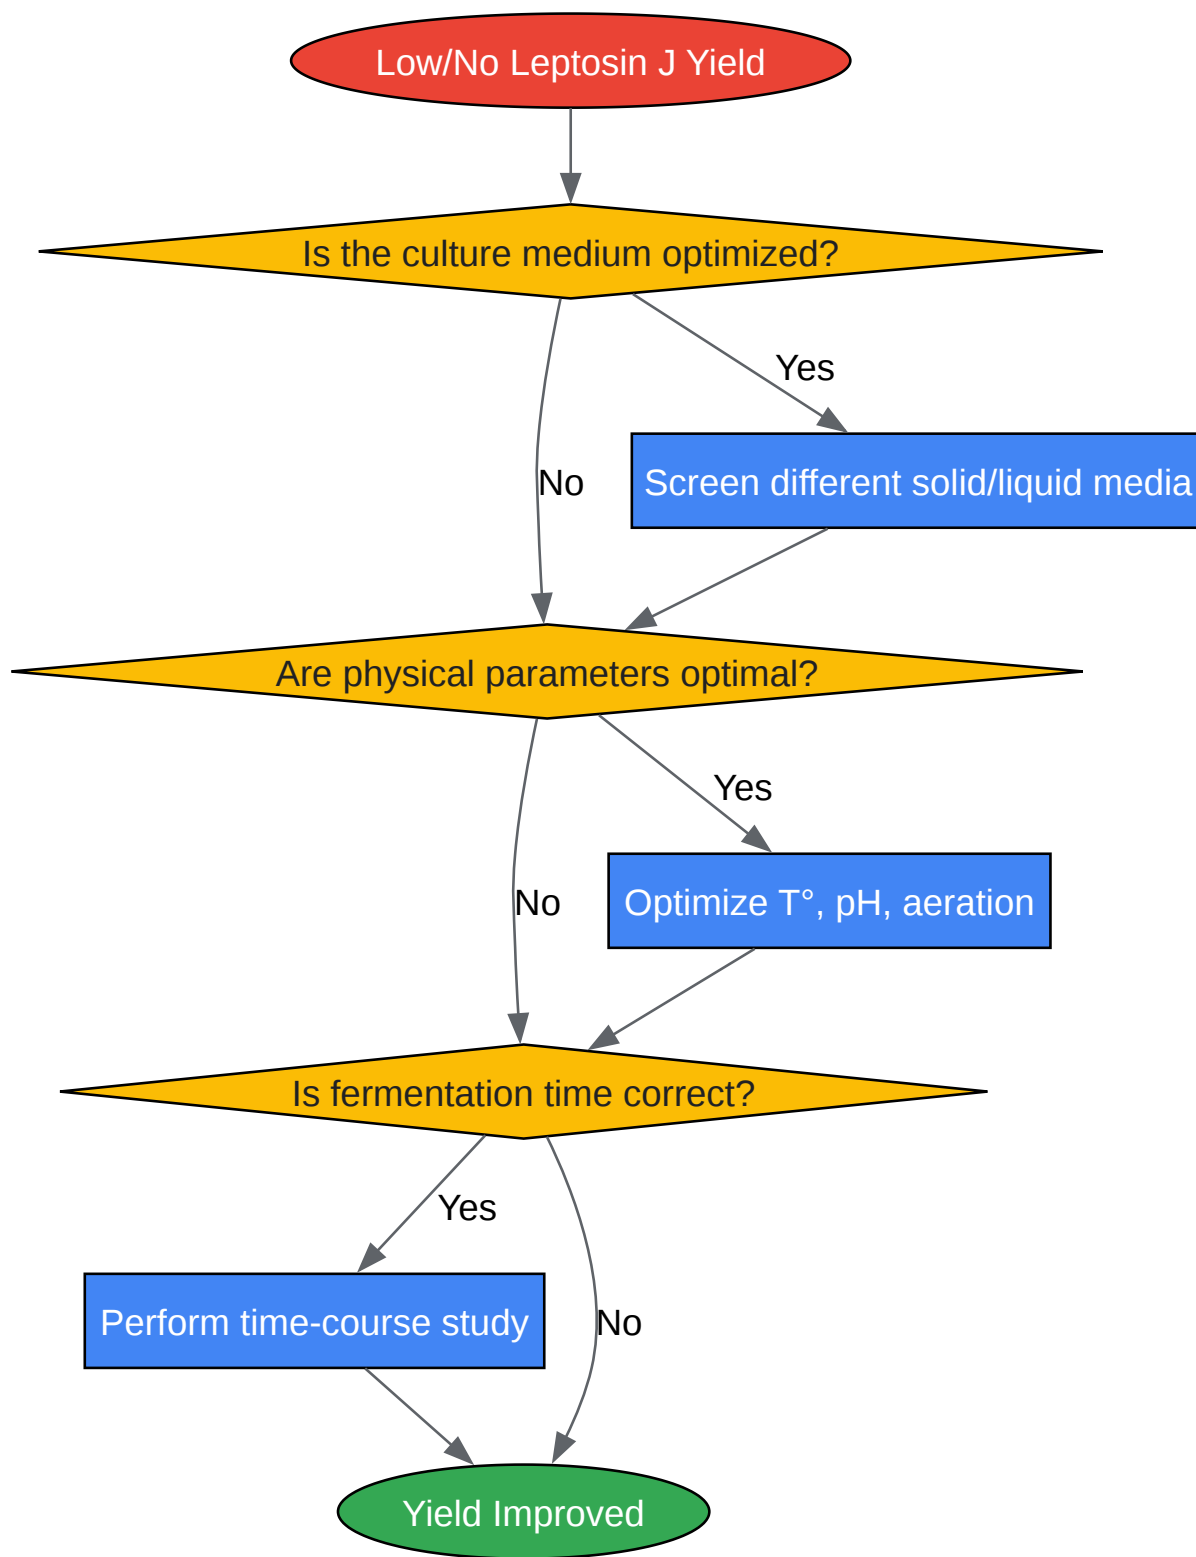 Low/No Leptosin J Yield
Is the culture medium optimized?
Yes
No
Screen different solid/liquid media
Are physical parameters optimal?
Yes
No
Optimize T°, pH, aeration
Is fermentation time correct?
Yes
No
Perform time-course study
Yield Improved